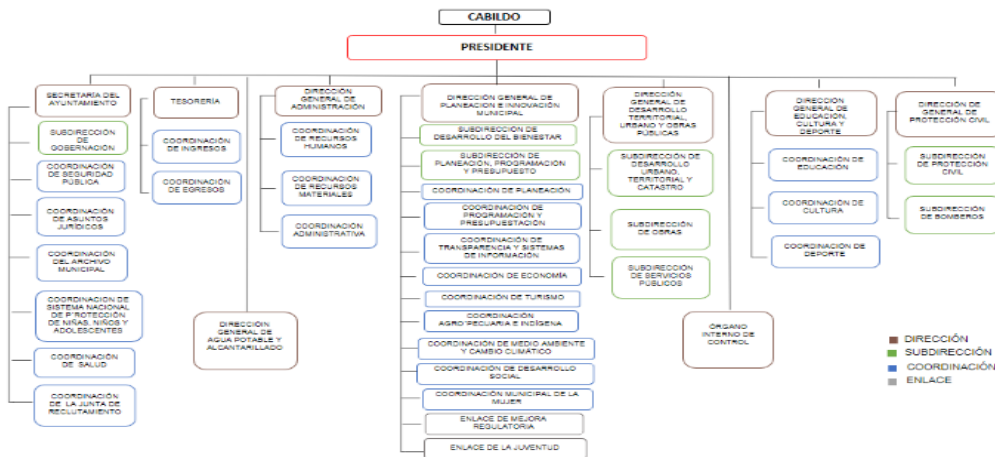 CABILDO
PRESIDENTE
SECRETARÍA DEL
AYUNTAMIENTO
SUBDIRECCIÓN
DE
GOBERNACIÓN
COORDINACIÓN
DE SEGURIDAD
PÚBLICA
COORDINACIÓN
DE ASUNTOS
JURÍDICOS
COORDINACIÓN
DEL ARCHIVO
MUNICIPAL
COORDINACIÓN DE
SISTEMA NACIONAL
DE PROTECCIÓN
DE NIÑAS, NIÑOS Y
ADOLESCENTES
COORDINACIÓN
DE SALUD
COORDINACIÓN
DE LA JUNTA DE
RECLUTAMIENTO
TESORERÍA
COORDINACIÓN
DE INGRESOS
COORDINACIÓN
DE EGRESOS
DIRECCIÓN
GENERAL DE
AGUA POTABLE Y
ALCANTARILLADO
DIRECCIÓN
GENERAL DE
ADMINISTRACIÓN
COORDINACIÓN
DE RECURSOS
HUMANOS
COORDINACIÓN
DE RECURSOS
MATERIALES
COORDINACIÓN
ADMINISTRATIVA
DIRECCIÓN GENERAL DE
PLANEACION E INNOVACIÓN
MUNICIPAL
SUBDIRECCIÓN DE
DESARROLLO DEL BIENESTAR
SUBDIRECCIÓN DE
PLANEACIÓN, PROGRAMACIÓN
Y PRESUPUESTO
COORDINACIÓN DE PLANEACIÓN
COORDINACIÓN DE
PROGRAMACIÓN Y
PRESUPUESTACIÓN
COORDINACIÓN DE
TRANSPARENCIA Y SISTEMAS
DE INFORMACIÓN
COORDINACIÓN DE ECONOMÍA
COORDINACIÓN DE TURISMO
COORDINACIÓN
AGROPECUARIA E INDÍGENA
COORDINACIÓN DE MEDIO AMBIENTE
Y CAMBIO CLIMÁTICO
COORDINACIÓN DE DESARROLLO
SOCIAL
COORDINACIÓN MUNICIPAL DE LA
MUJER
ENLACE DE MEJORA
REGULATORIA
ENLACE DE LA JUVENTUD
DIRECCIÓN
GENERAL DE
DESARROLLO
TERRITORIAL,
URBANO Y OBRAS
PÚBLICAS
SUBDIRECCIÓN DE
DESARROLLO
URBANO,
TERRITORIAL Y
CATASTRO
SUBDIRECCIÓN
DE OBRAS
SUBDIRECCIÓN
DE SERVICIOS
PÚBLICOS
ÓRGANO
INTERNO DE
CONTROL
DIRECCIÓN
GENERAL DE
EDUCACIÓN,
CULTURA Y
DEPORTE
COORDINACIÓN DE
EDUCACIÓN
COORDINACIÓN DE
CULTURA
COORDINACIÓN DE
DEPORTE
DIRECCIÓN DE
GENERAL DE
PROTECCIÓN CIVIL
SUBDIRECCIÓN
DE PROTECCIÓN
CIVIL
SUBDIRECCIÓN
DE BOMBEROS
DIRECCIÓN
SUBDIRECCIÓN
COORDINACIÓN
ENLACE